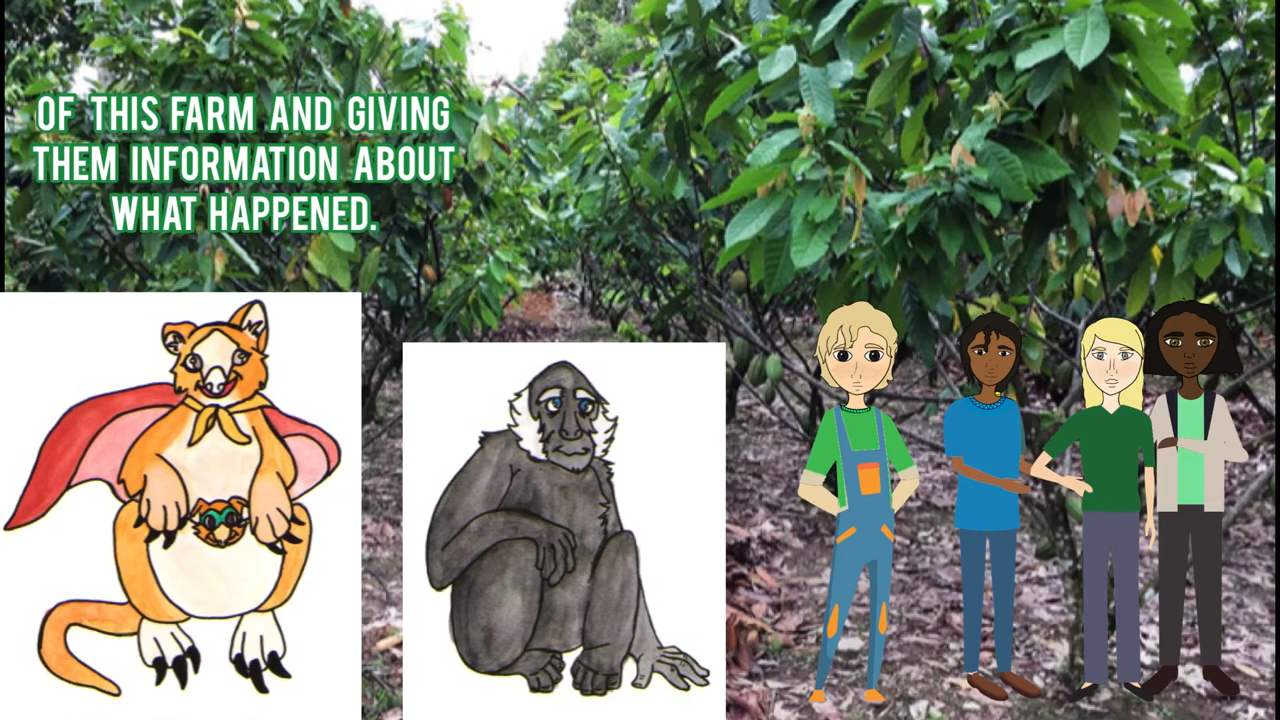 OF THIS FARM AND GIVING
THEM INFORMATION ABOUT
WHAT HAPPENED.